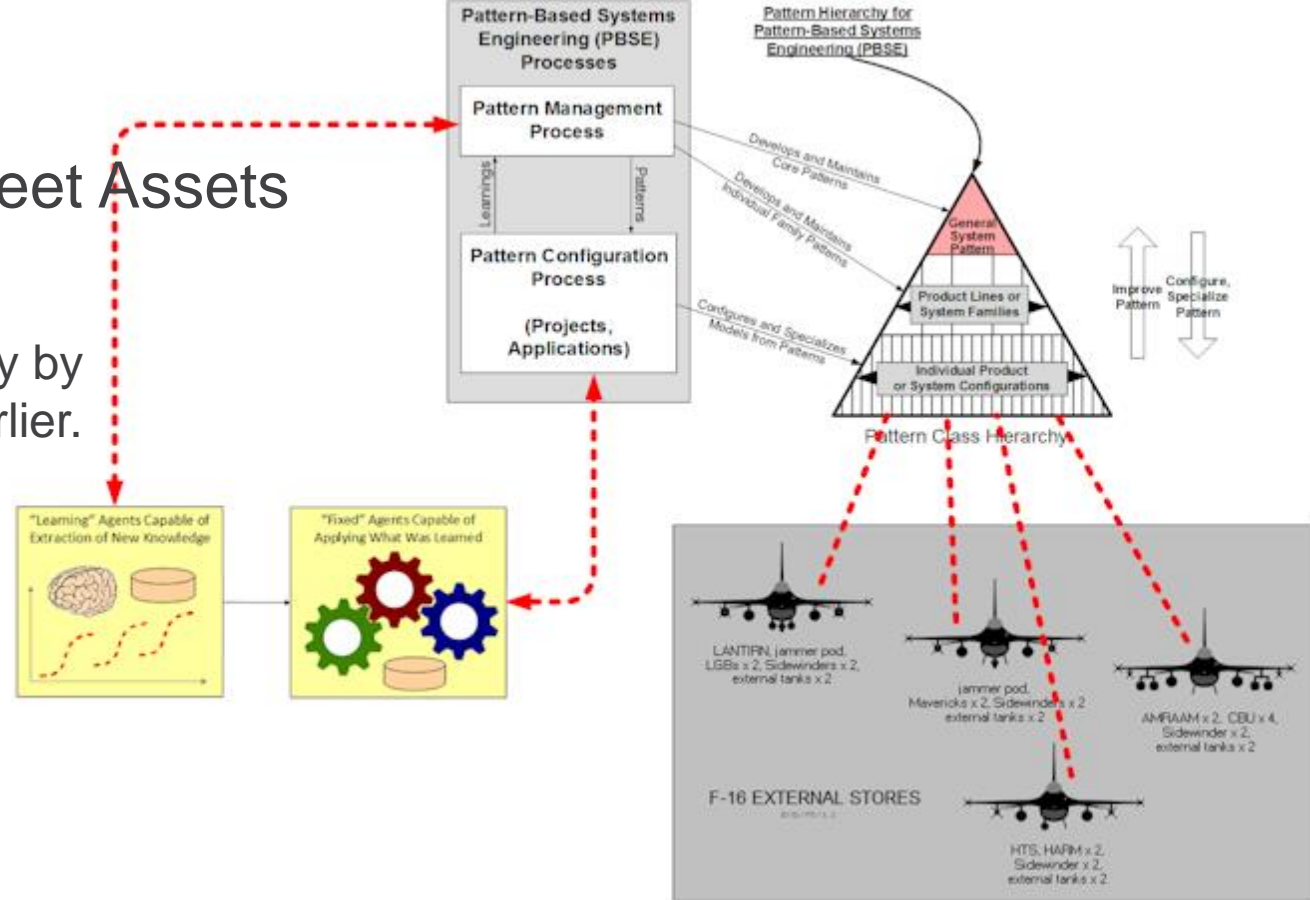 Pattern-Based Systems
Engineering (PBSE)
Processes
Pattern Management
Process
Learnings
Patterns
Pattern Configuration
Process
(Projects,
Applications)
Pattern Hierarchy for
Pattern-Based Systems
Engineering (PBSE)
Develops and Maintains
Core Patterns
Develops and Maintains
Individual Family Patterns
Configures and Specializes
Models from Patterns
General
System
Pattern
Product Lines or
System Families
Individual Product
or System Configurations
Pattern Class Hierarchy
Improve
Pattern
Configure,
Specialize
Pattern
eet Assets
y by
rlier.
"Learning" Agents Capable of
Extraction of New Knowledge
"Fixed" Agents Capable of
Applying What Was Learned
LANTIRN, jammer pod,
LGBs x 2, Sidewinders x 2,
external tanks x 2
jammer pod,
Mavericks x 2, Sidewinders x 2
external tanks x 2
AMRAAM x 2, CBU x 4,
Sidewinder x 2,
external tanks x 2
F-16 EXTERNAL STORES
HTS, HARM x 2,
Sidewinder x 2,
external tanks x 2